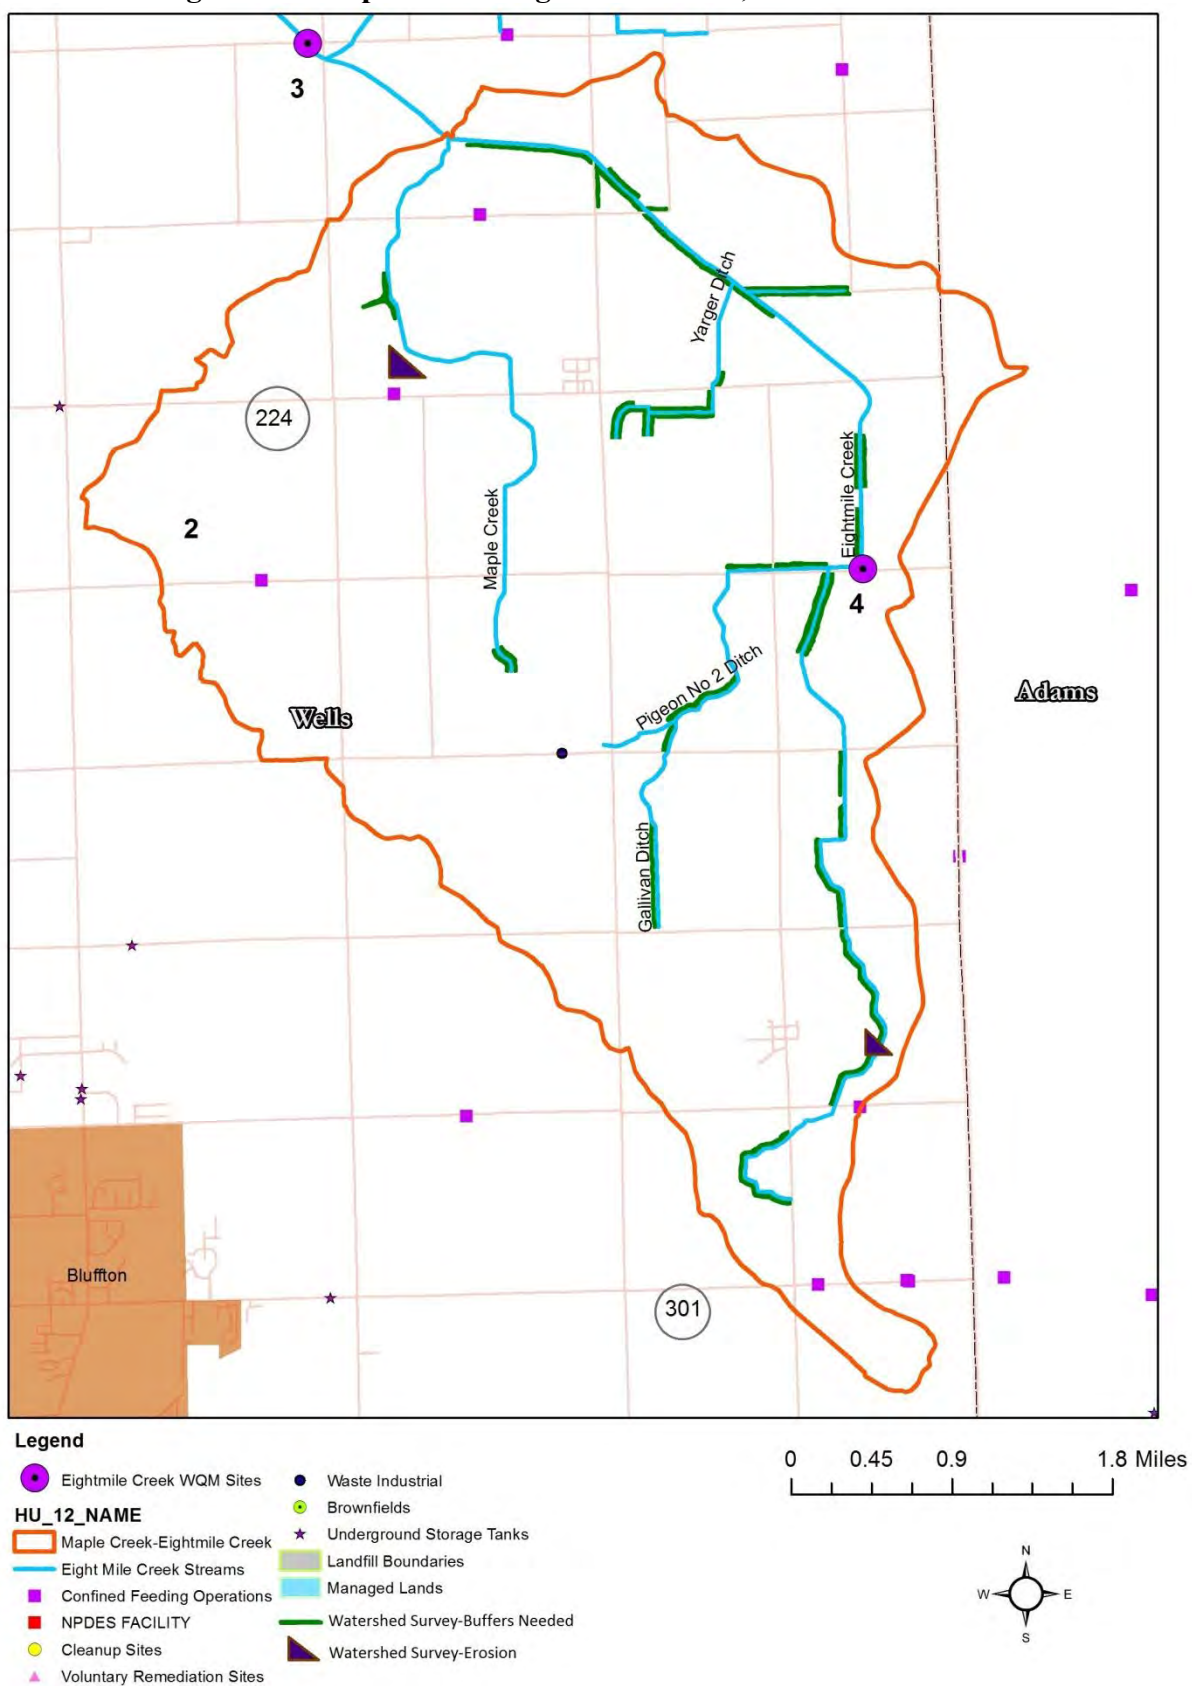 3
Yarger Ditch
224
Eightmile Creek
Maple Creek
2
4
Pigeon No 2 Ditch
Adams
Wells
Gallivan Ditch
Bluffton
301
Legend
Eightmile Creek WQM Sites
HU_12_NAME
Maple Creek-Eightmile Creek
Eight Mile Creek Streams
Confined Feeding Operations
NPDES FACILITY
Cleanup Sites
Voluntary Remediation Sites
Waste Industrial
Brownfields
Underground Storage Tanks
Landfill Boundaries
Managed Lands
Watershed Survey-Buffers Needed
Watershed Survey-Erosion
0 0.45 0.9 1.8 Miles
N
W E
S